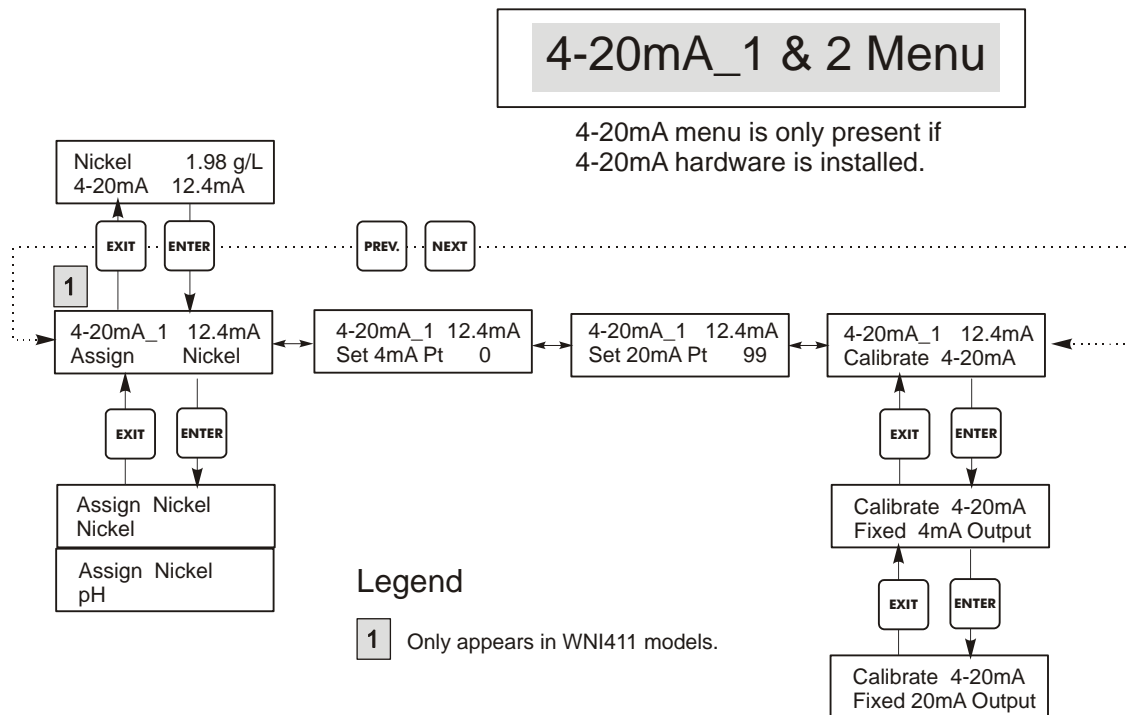 4-20mA_1 & 2 Menu
4-20mA menu is only present if
4-20mA hardware is installed.
Nickel 1.98 g/L
4-20mA 12.4mA
EXIT
ENTER
PREV.
NEXT
1
4-20mA_1 12.4mA
Assign Nickel
4-20mA_1 12.4mA
Set 4mA Pt 0
4-20mA_1 12.4mA
Set 20mA Pt 99
4-20mA_1 12.4mA
Calibrate 4-20mA
EXIT
ENTER
EXIT
ENTER
Assign Nickel
Nickel
Assign Nickel
pH
Calibrate 4-20mA
Fixed 4mA Output
EXIT
ENTER
Calibrate 4-20mA
Fixed 20mA Output
Legend
1 Only appears in WNI411 models.